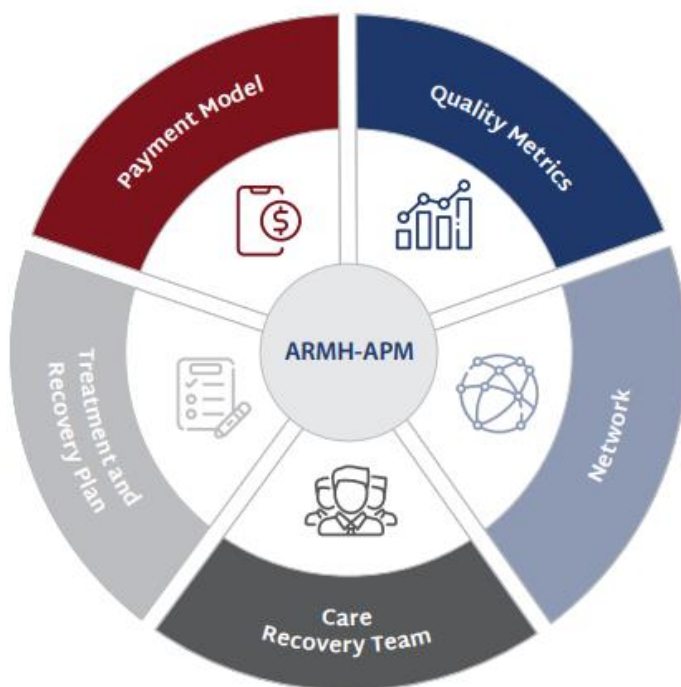 Payment Model
Quality Metrics
$
ARMH-APM
Treatment and
Recovery Plan
Network
Care
Recovery Team